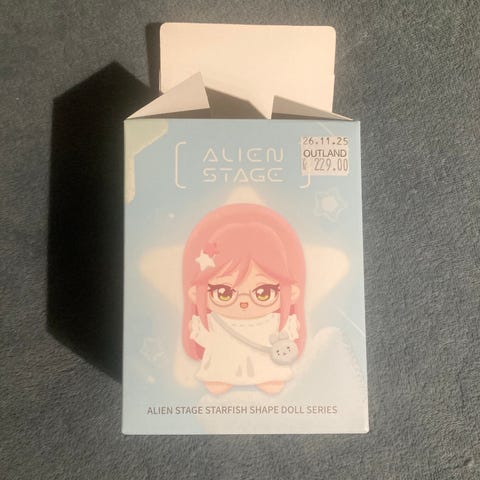 ALIEN
STAGE
26.11.25
OUTLAND
229.00
ALIEN STAGE STARFISH SHAPE DOLL SERIES